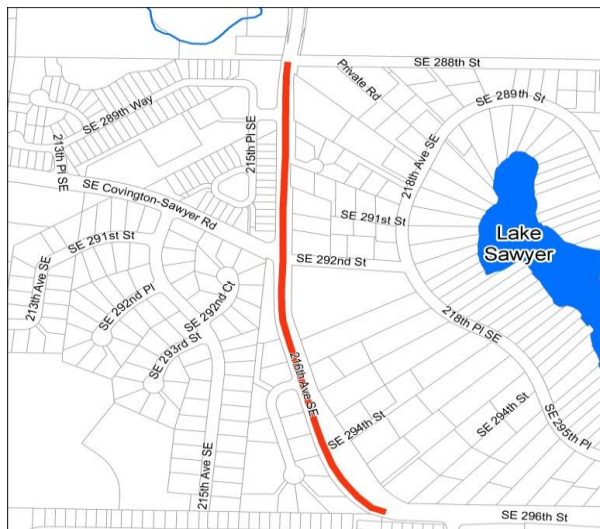 SE 288th St
Private Rd
SE 289th St
SE 289th Way
215th Pl SE
213th Pl SE
218th Ave SE
SE Covington-Sawyer Rd
SE 291st St
SE 291st St
Lake
Sawyer
213th Ave SE
SE 292nd St
SE 292nd Pl
SE 292nd Ct
218th Pl SE
SE 293rd St
216th Ave SE
SE 294th St
SE 294th St
SE 295th Pl
215th Ave SE
SE 296th St